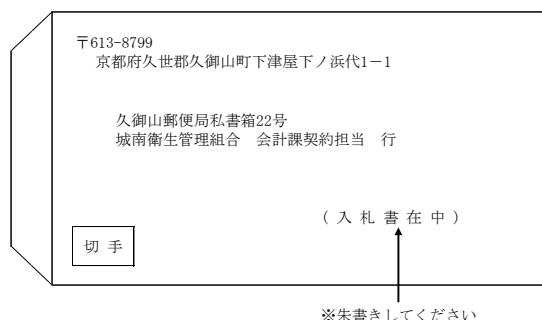 〒613-8799
京都府久世郡久御山町下津屋下ノ浜代1－1
久御山郵便局私書箱22号
城南衛生管理組合　会計課契約担当　行
（ 入 札 書 在 中 ）
切 手
※朱書きしてください